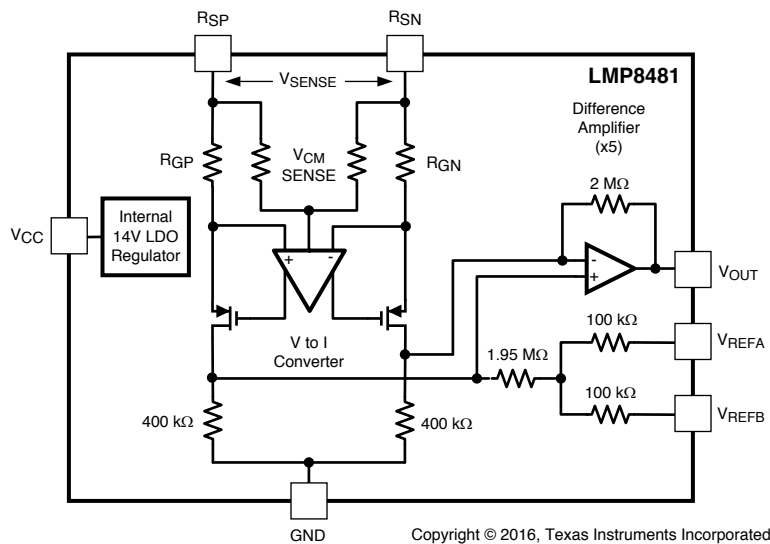 RSP
RSN
VSENSE
LMP8481
Difference
Amplifier
(x5)
RGP
VCM
SENSE
RGN
2 MΩ
VCC
Internal
14V LDO
Regulator
+
-
-
+
VOUT
V to I
Converter
1.95 MΩ
100 kΩ
VREFA
100 kΩ
VREFB
400 kΩ
400 kΩ
GND
Copyright © 2016, Texas Instruments Incorporated